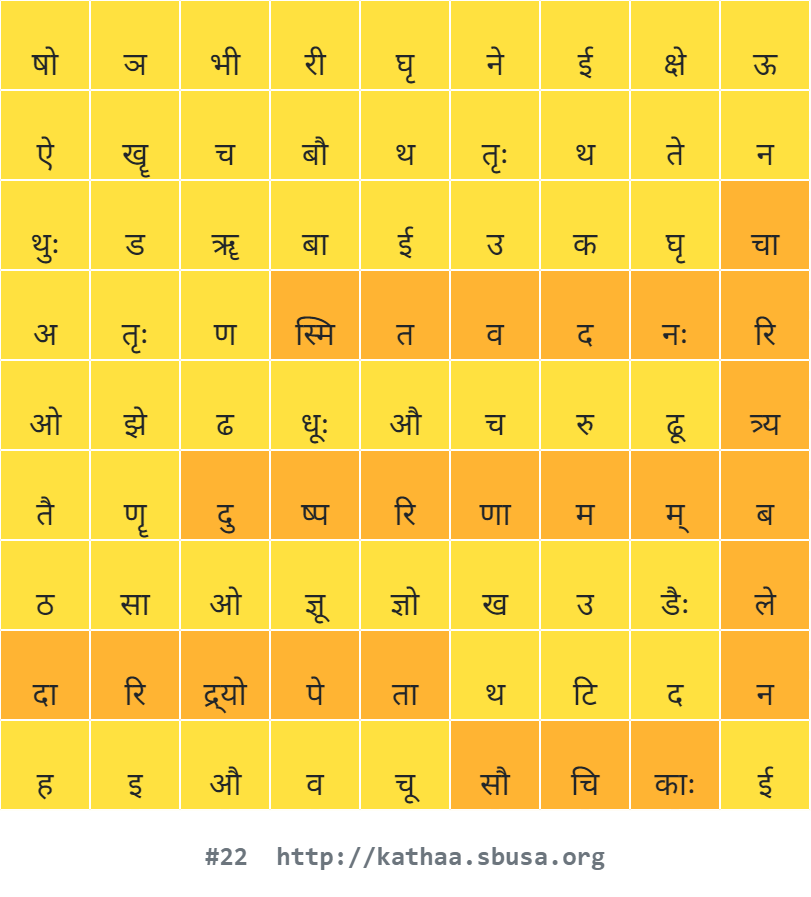 षो ञ भी री घृ ने ई क्षे ऊ
ऐ खॄ च बौ थ तृः थ ते न
थुः ड ॠ बा ई उ क घृ चा
अ तृः ण स्मि त व द नः रि
ओ झे ढ धूः औ च रु ढू त्र्य
तै णॄ दु ष्प रि णा म म् ब
ठ सा ओ ज्ञू ज्ञो ख उ डैः ले
दा रि द्र्यो पे ता थ टि द न
ह इ औ व चू सौ चि काः ई
#22 http://kathaa.sbusa.org